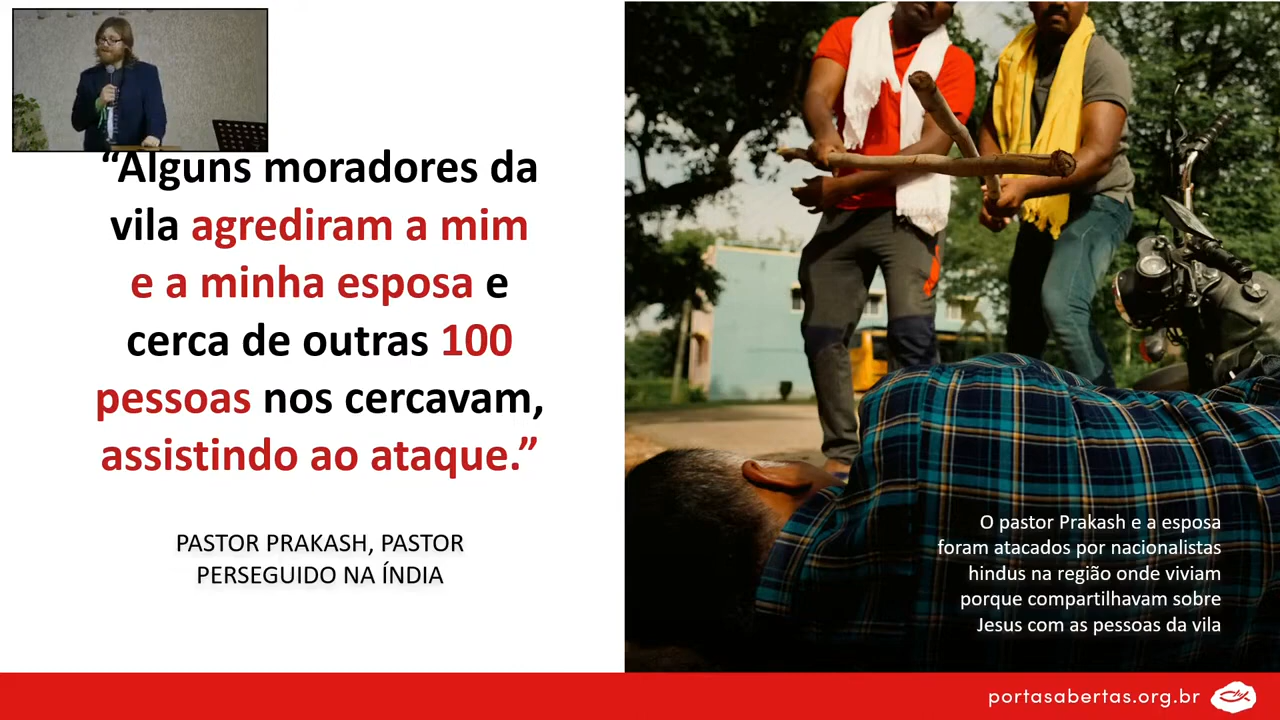 “Alguns moradores da
vila agrediram a mim
e a minha esposa e
cerca de outras 100
pessoas nos cercavam,
assistindo ao ataque.”
PASTOR PRAKASH, PASTOR
PERSEGUIDO NA ÍNDIA
O pastor Prakash e a esposa
foram atacados por nacionalistas
hindus na região onde viviam
porque compartilhavam sobre
Jesus com as pessoas da vila
portasabertas.org.br